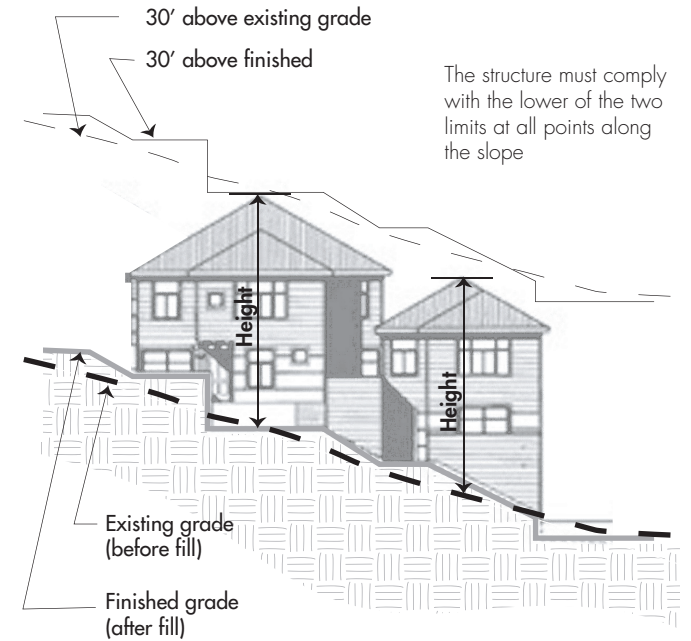 30′ above existing grade
30′ above finished
The structure must comply
with the lower of the two
limits at all points along
the slope
Height
Height
Existing grade
(before fill)
Finished grade
(after fill)